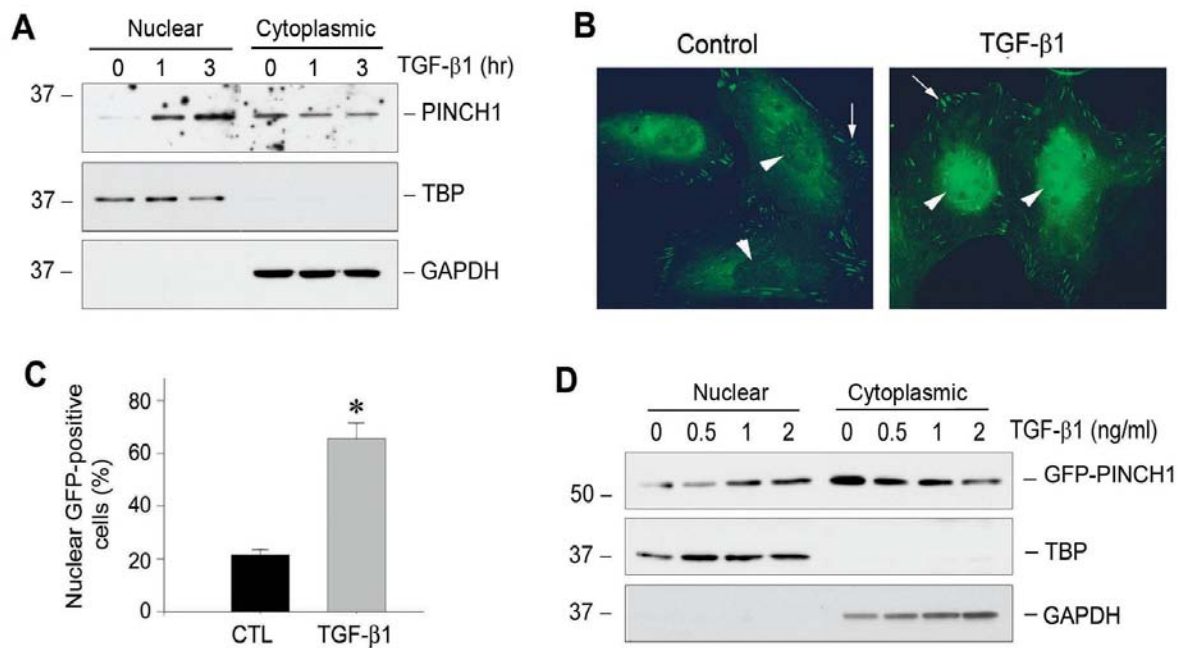 A
Nuclear Cytoplasmic
0 1 3 0 1 3 TGF-β1 (hr)
37 –
– PINCH1
37 – – TBP
37 – – GAPDH
B
Control TGF-β1
C
Nuclear GFP-positive
cells (%)
80
60
40
20
0
*
CTL TGF-β1
D
Nuclear Cytoplasmic
0 0.5 1 2 0 0.5 1 2 TGF-β1 (ng/ml)
– GFP-PINCH1
50 –
37 – – TBP
37 – – GAPDH